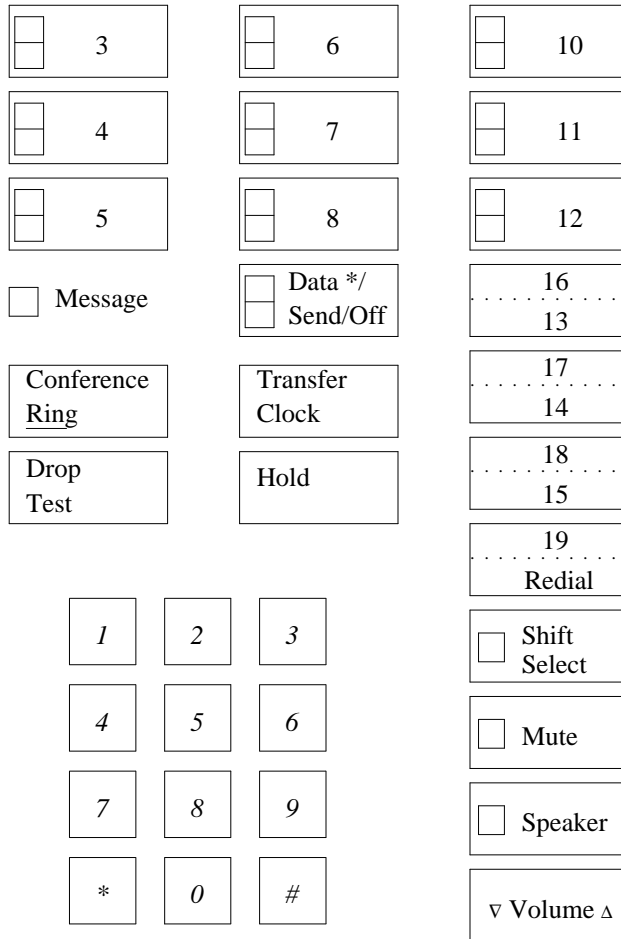 3 6 10
4 7 11
5 8 12
Message
Data */
Send/Off
16
13
Conference
Ring
Transfer
Clock
17
14
Drop
Test
Hold
18
15
19
Redial
1 2 3
Shift
Select
4 5 6
Mute
7 8 9
Speaker
* 0 #
∇ Volume Δ